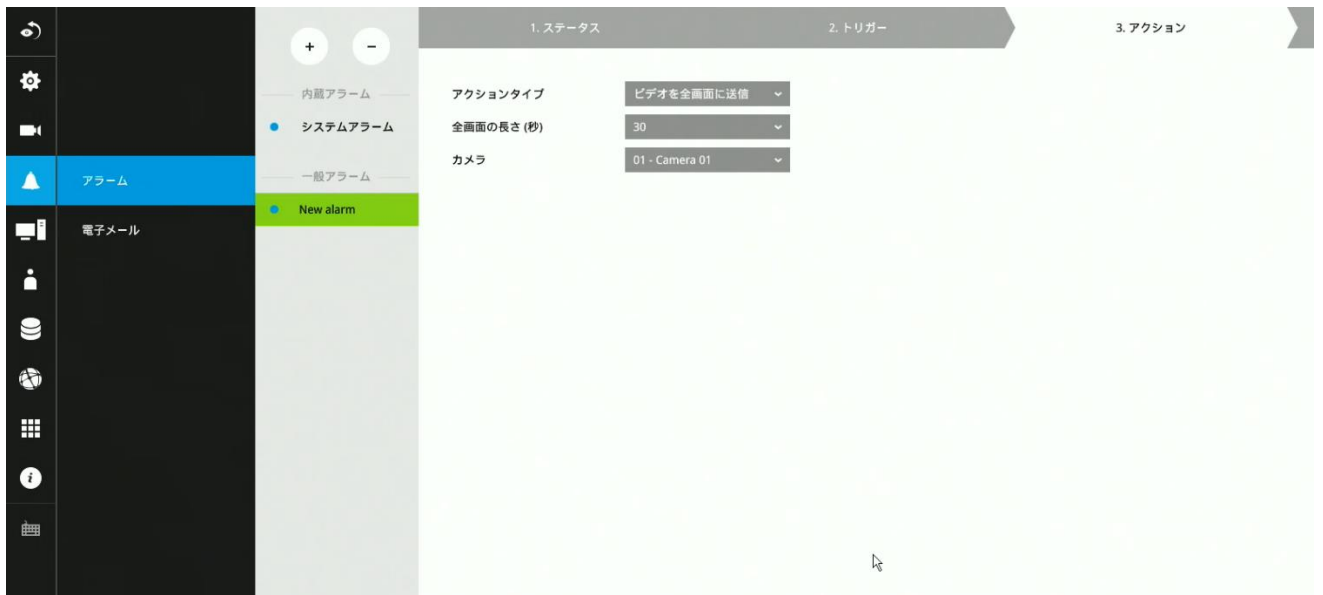 1. ステータス
2. トリガー
3. アクション
+
−
内蔵アラーム
システムアラーム
一般アラーム
New alarm
アラーム
電子メール
アクションタイプ
ビデオを全画面に送信
全画面の長さ (秒)
30
カメラ
01 - Camera 01